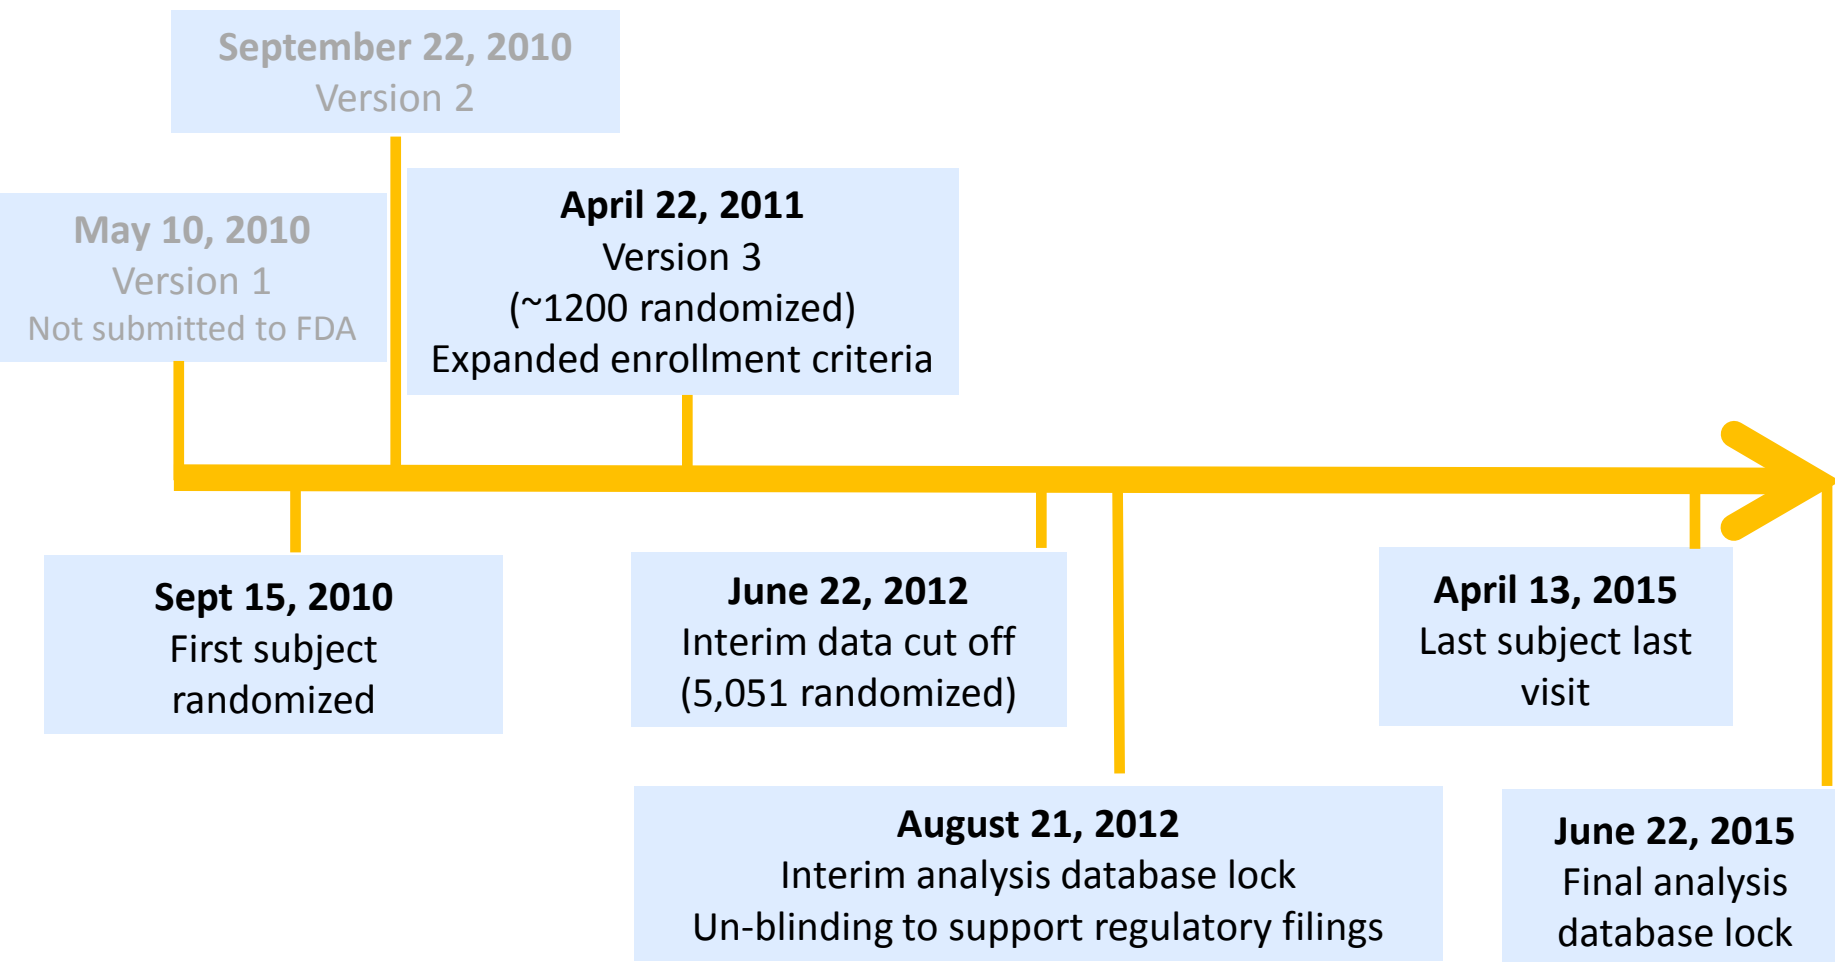 September 22, 2010
Version 2
May 10, 2010
Version 1
Not submitted to FDA
April 22, 2011
Version 3
(~1200 randomized)
Expanded enrollment criteria
Sept 15, 2010
First subject
randomized
June 22, 2012
Interim data cut off
(5,051 randomized)
April 13, 2015
Last subject last
visit
August 21, 2012
Interim analysis database lock
Un-blinding to support regulatory filings
June 22, 2015
Final analysis
database lock